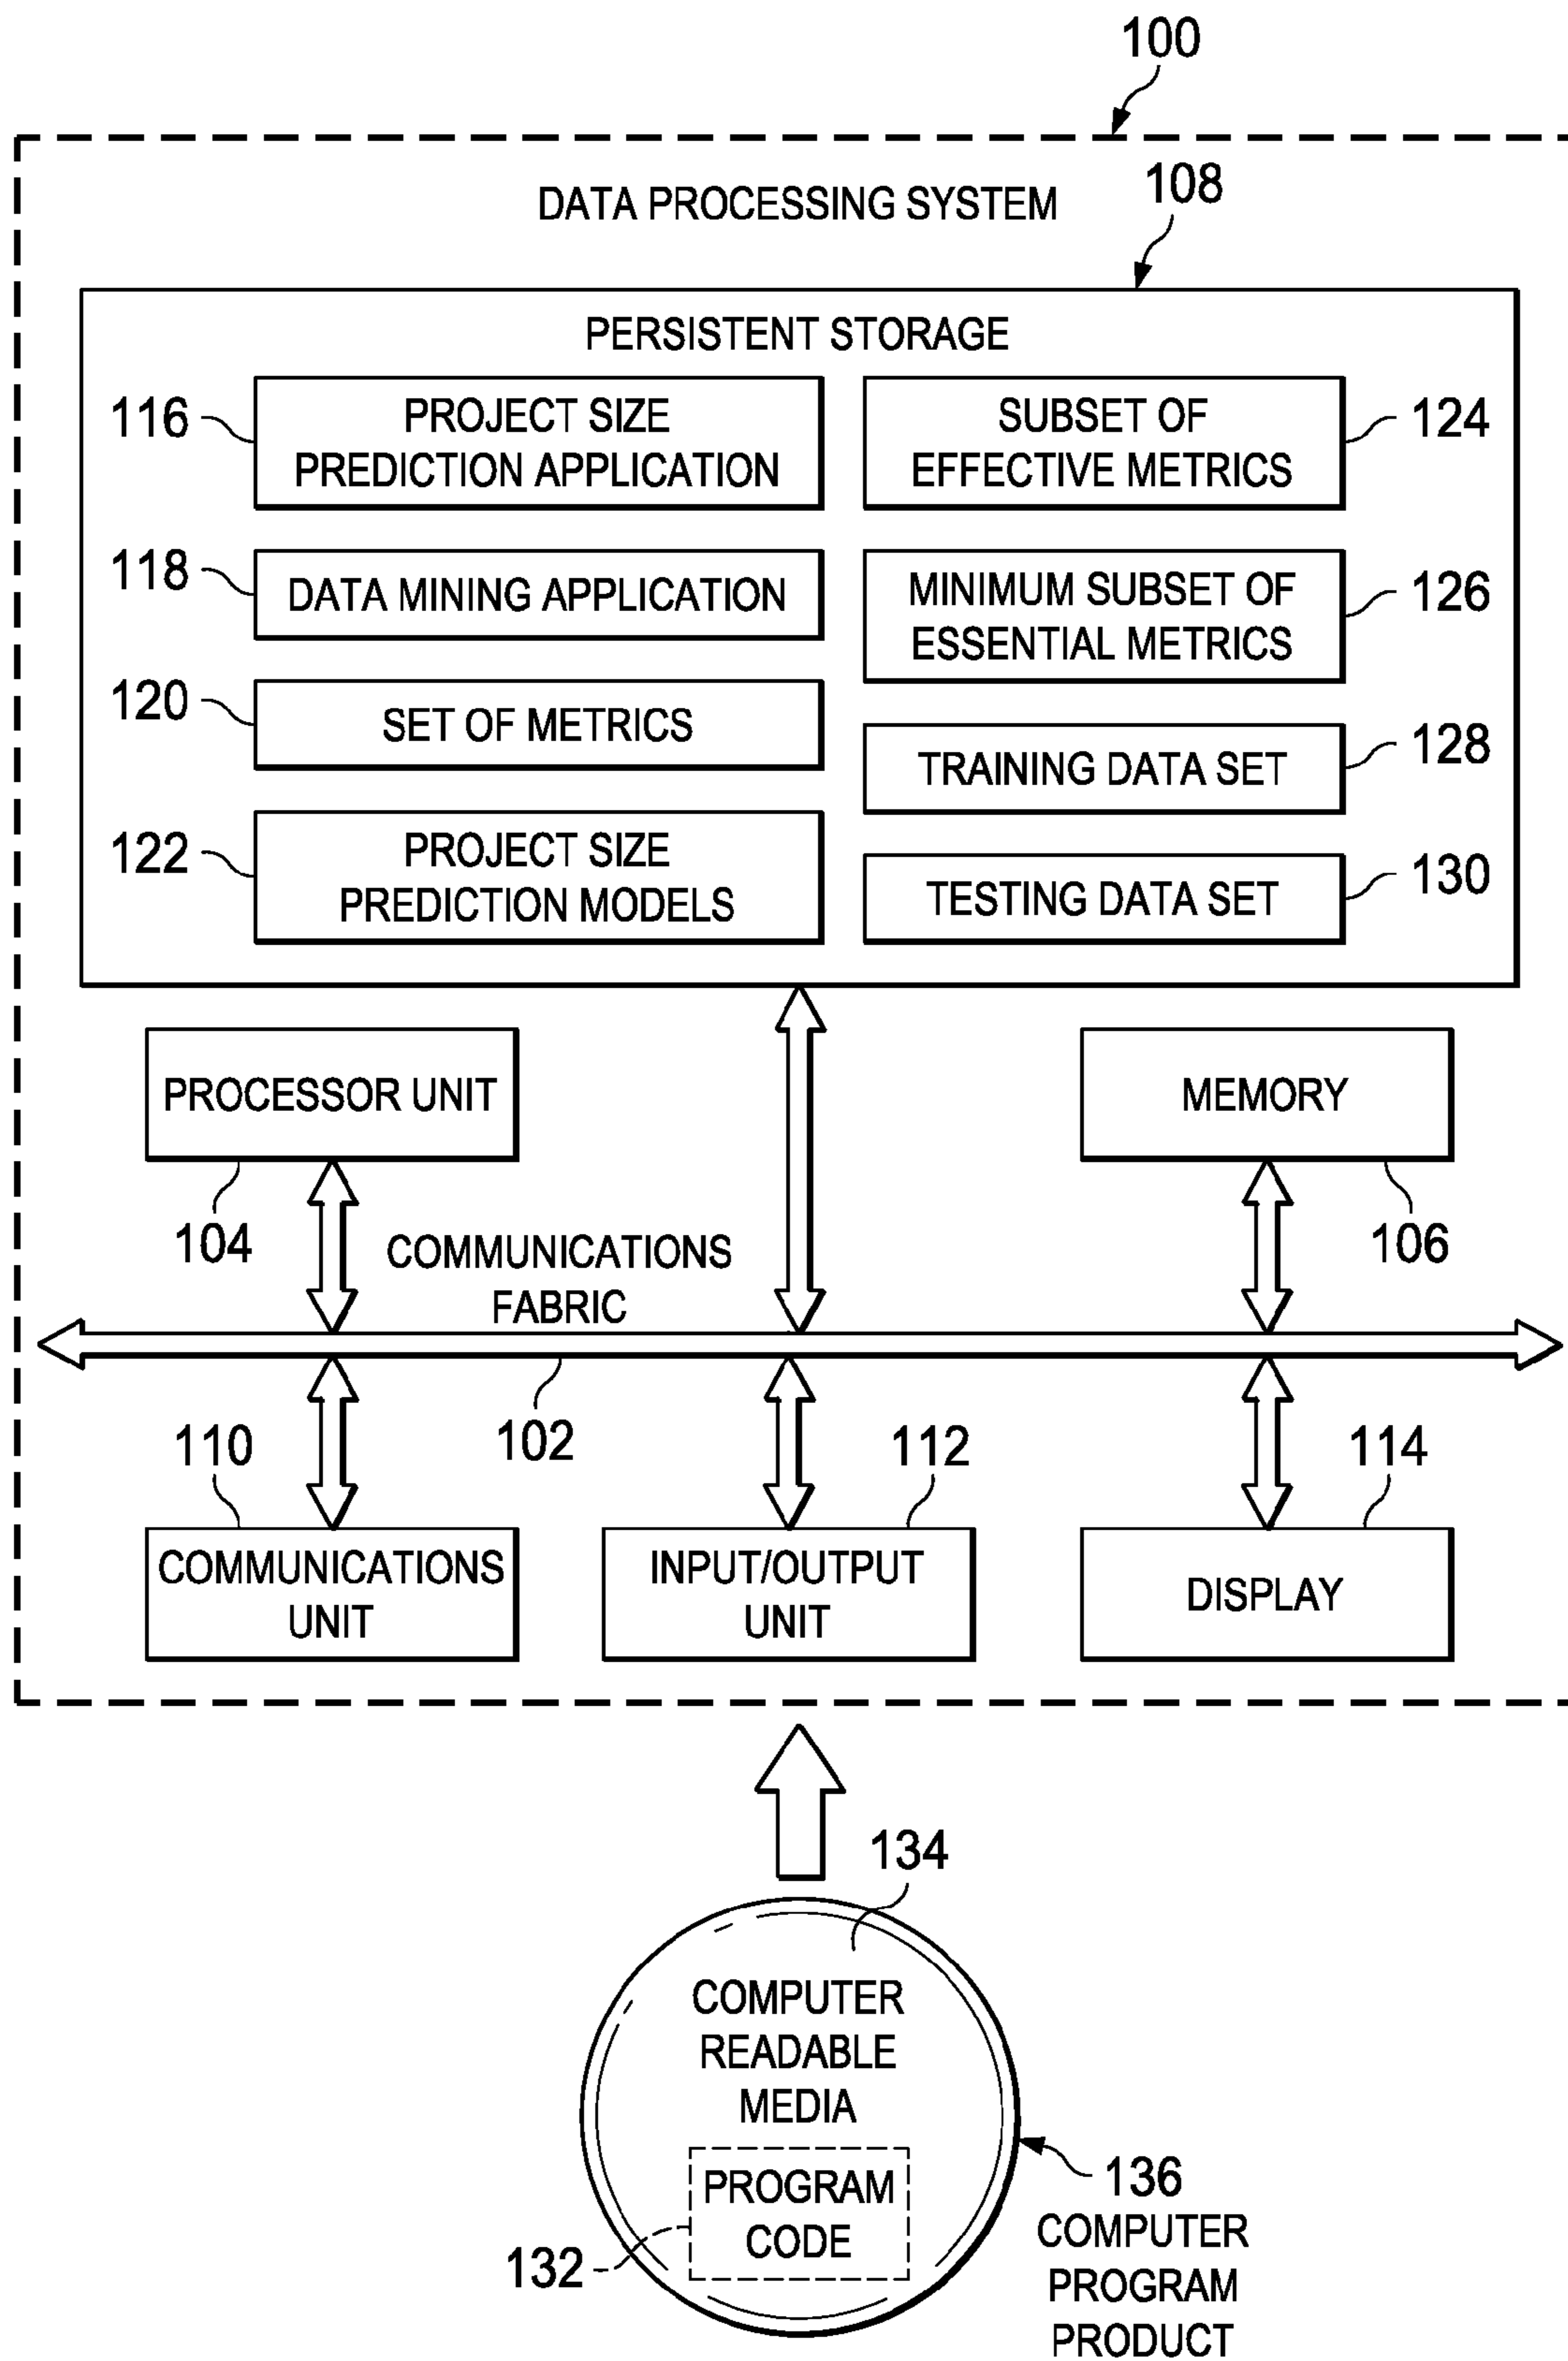 100
DATA PROCESSING SYSTEM
108
PERSISTENT STORAGE
116
PROJECT SIZE
PREDICTION APPLICATION
SUBSET OF
EFFECTIVE METRICS
124
118
DATA MINING APPLICATION
MINIMUM SUBSET OF
ESSENTIAL METRICS
126
120
SET OF METRICS
TRAINING DATA SET
128
122
PROJECT SIZE
PREDICTION MODELS
TESTING DATA SET
130
PROCESSOR UNIT
MEMORY
104
COMMUNICATIONS
FABRIC
106
110
102
112
114
COMMUNICATIONS
UNIT
INPUT/OUTPUT
UNIT
DISPLAY
134
COMPUTER
READABLE
MEDIA
PROGRAM
CODE
132
136
COMPUTER
PROGRAM
PRODUCT